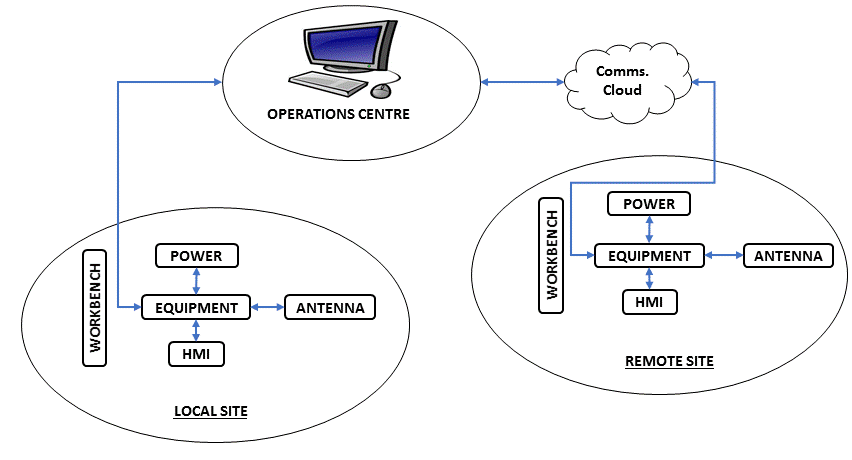 OPERATIONS CENTRE
Comms.
Cloud
WORKBENCH
POWER
EQUIPMENT
ANTENNA
HMI
LOCAL SITE
WORKBENCH
POWER
EQUIPMENT
ANTENNA
HMI
REMOTE SITE